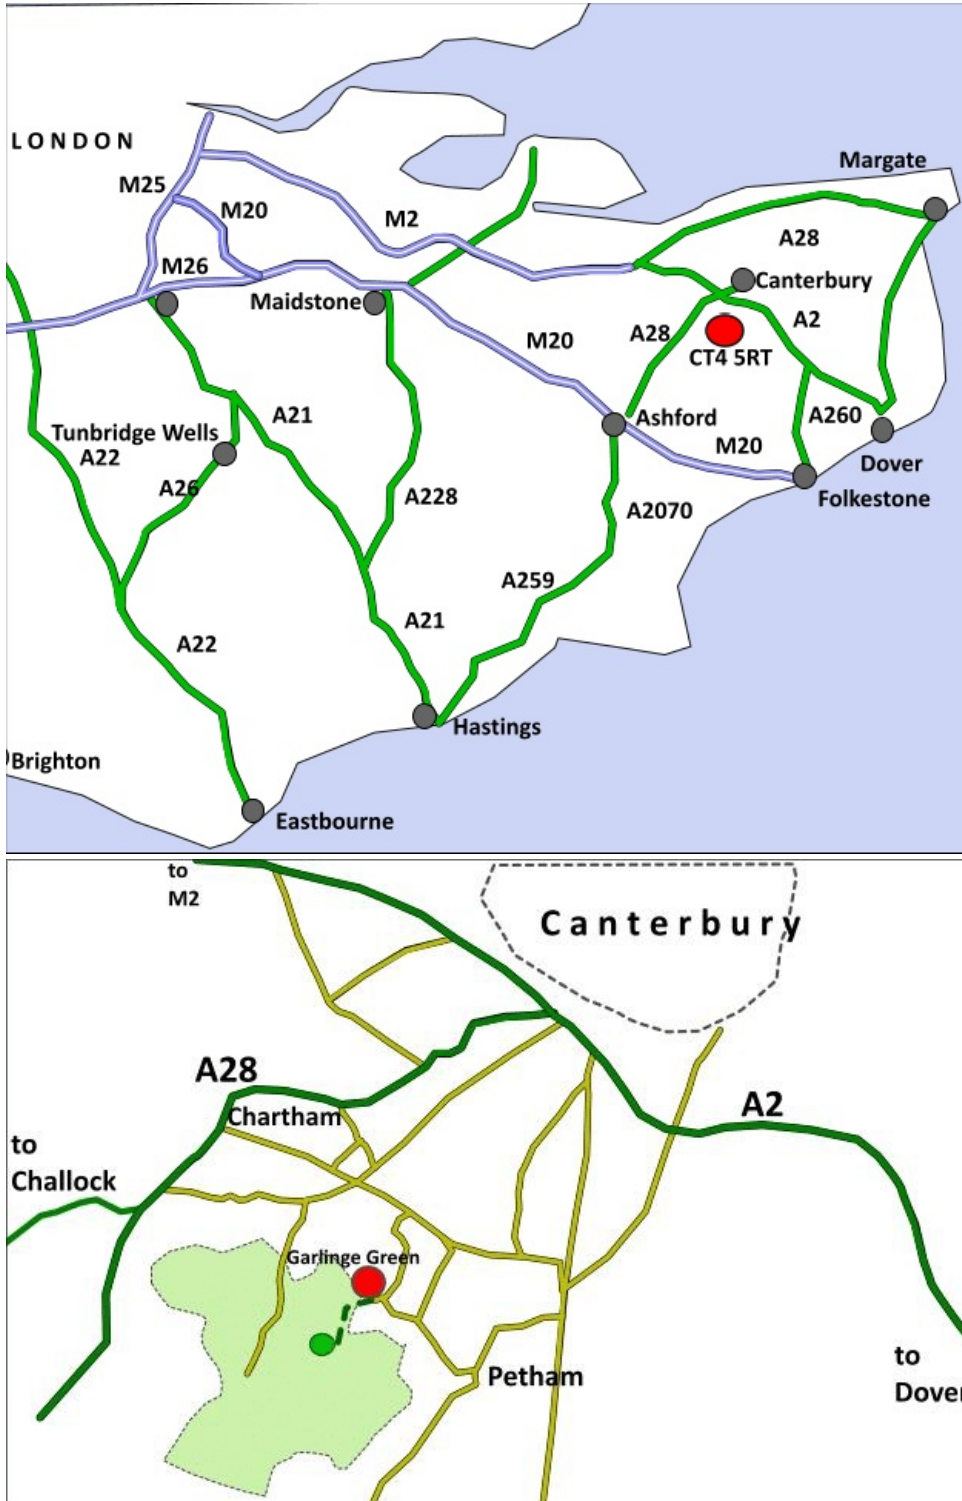 Margate
LONDON
M25
M20
M2
A28
M26
Maidstone
Canterbury
A2
A28
M20
CT4 5RT
A21
Ashford
A260
Tunbridge Wells
M20
A22
Dover
A26
A228
Folkestone
A2070
A259
A21
A22
Hastings
Brighton
Eastbourne
to
M2
Canterbury
A28
Chartham
A2
to
Challock
Garlinge Green
to
Dover
Petham